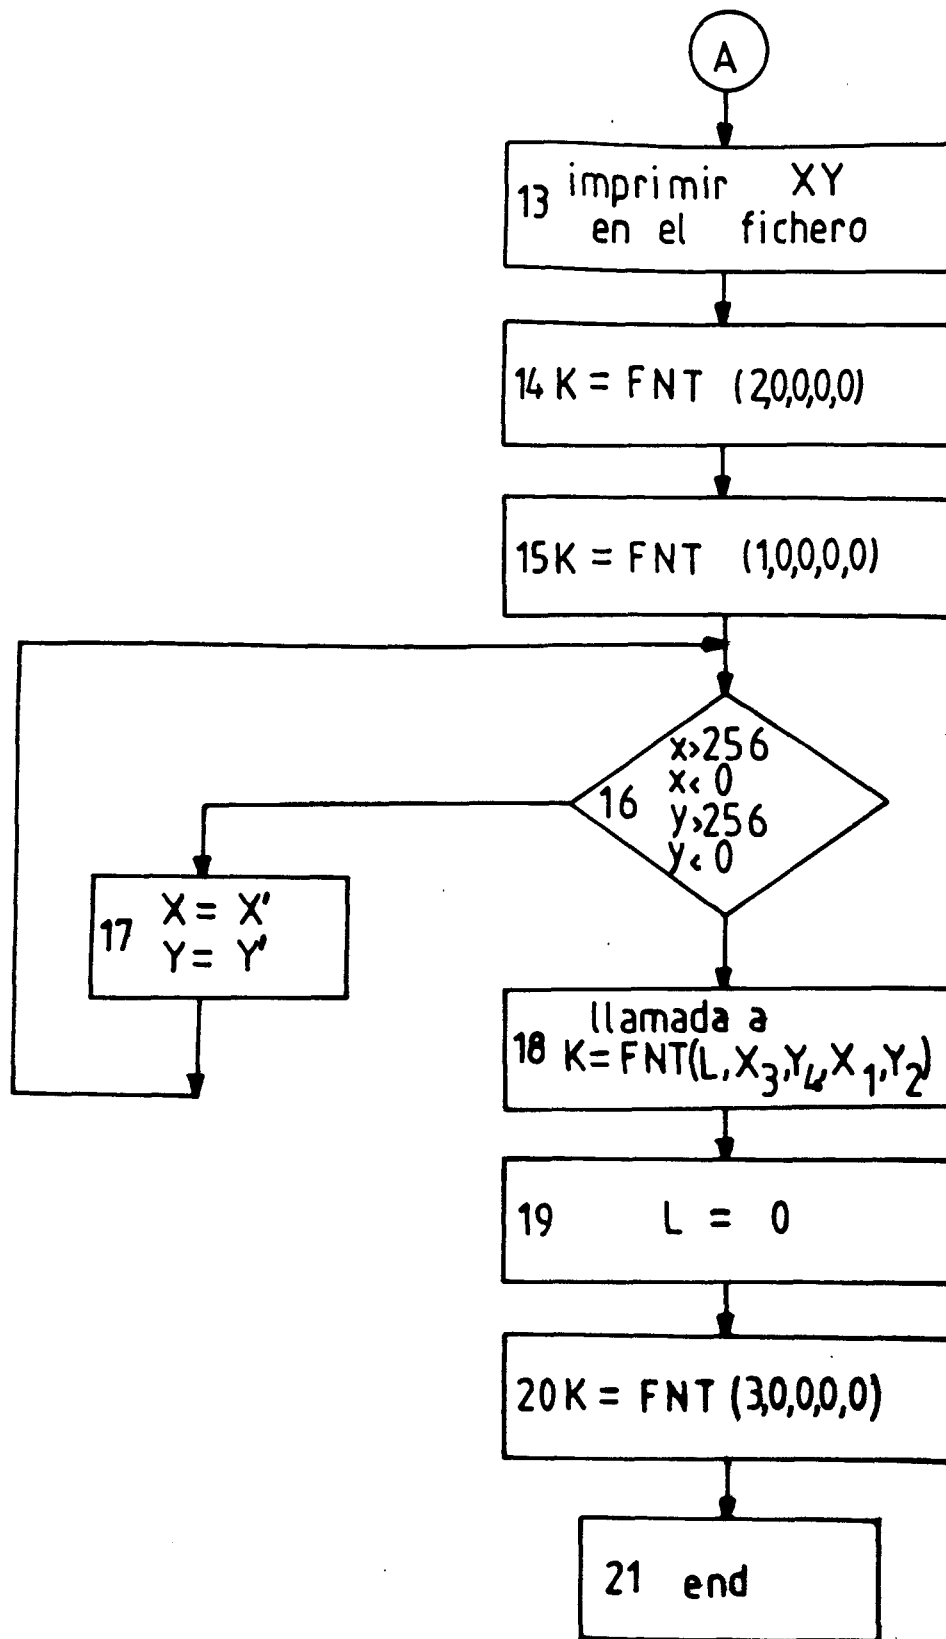 A
13 imprimir XY
en el fichero
14 K = FNT (2,0,0,0,0)
15 K = FNT (1,0,0,0,0)
16
x>256
x<0
y>256
y<0
17
X = X'
Y = Y'
llamada a
18 K=FNT(L,X3,Y4,X1,Y2)
19 L = 0
20 K = FNT (3,0,0,0,0)
21 end